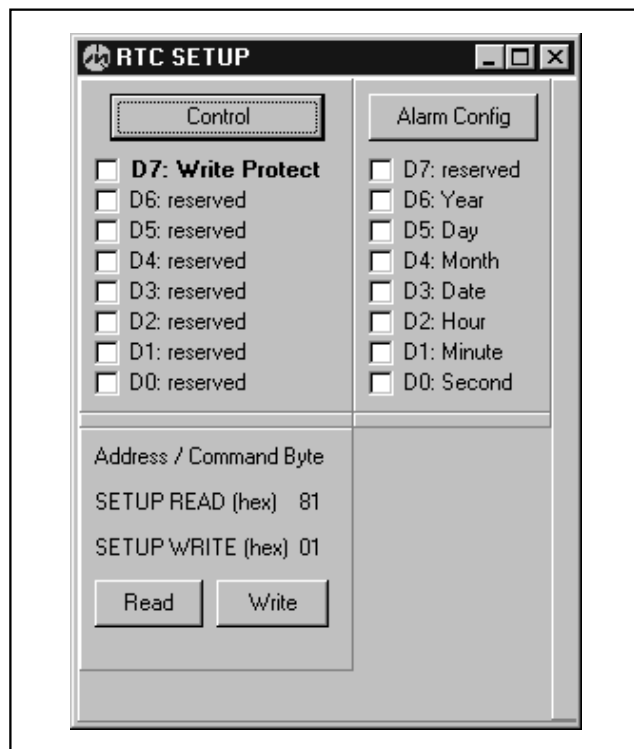 RTC SETUP
Control
D7: Write Protect
D6: reserved
D5: reserved
D4: reserved
D3: reserved
D2: reserved
D1: reserved
D0: reserved
Alarm Config
D7: reserved
D6: Year
D5: Day
D4: Month
D3: Date
D2: Hour
D1: Minute
D0: Second
Address / Command Byte
SETUP READ (hex) 81
SETUP WRITE (hex) 01
Read Write